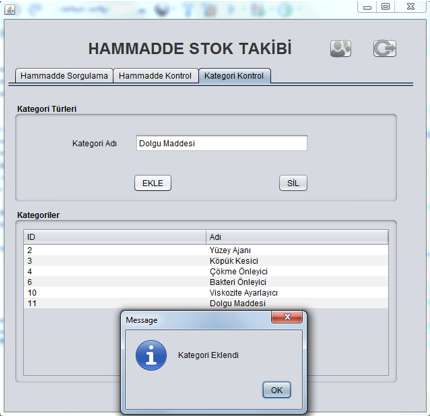 HAMMADDE STOK TAKİBİ
Hammadde Sorgulama Hammadde Kontrol Kategori Kontrol
Kategori Türleri
Kategori Adı Dolgu Maddesi
EKLE SİL
Kategoriler
ID Adı
2 Yüzey Ajanı
3 Köpük Kesici
4 Çökme Önleyici
6 Bakteri Önleyici
10 Viskozite Ayarlayıcı
11 Dolgu Maddesi
Message
Kategori Eklendi
OK